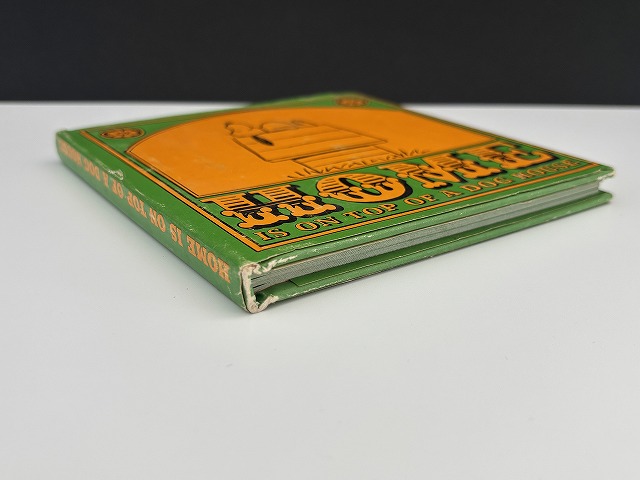 HOME
IS ON TOP OF A DOG HOUSE
HOME IS ON TOP OF A DOG HOUSE